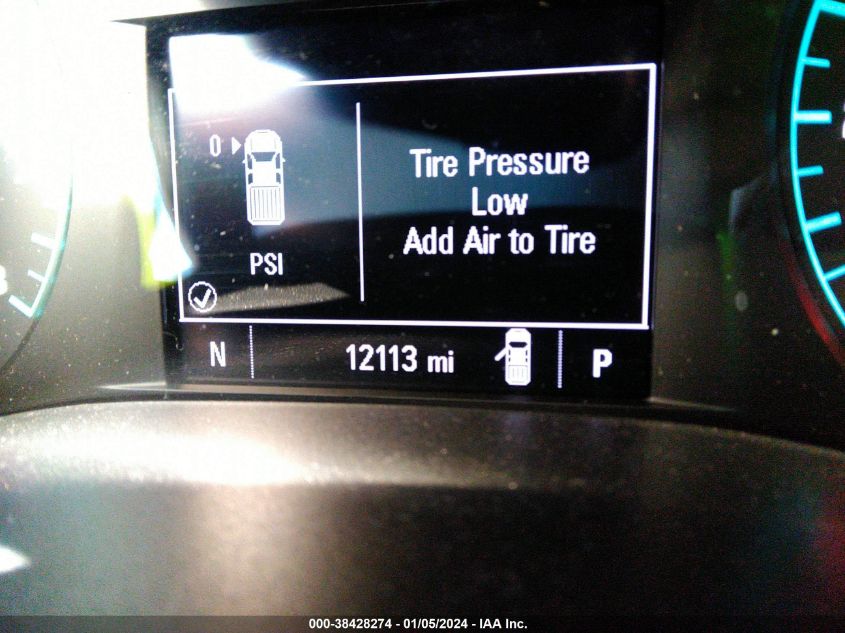 0
Tire Pressure
Low
Add Air to Tire
PSI
N 12113 mi P
000-38428274 - 01/05/2024 - IAA Inc.